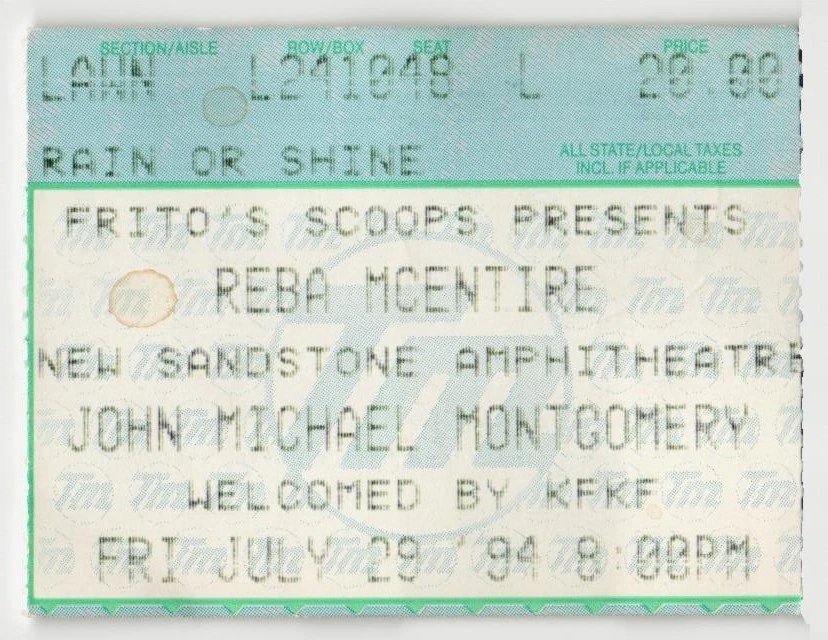 SECTION/AISLE ROW/BOX SEAT PRICE
LAWN L241048 L 20.00
RAIN OR SHINE
ALL STATE/LOCAL TAXES
INCL. IF APPLICABLE
FRITO'S SCOOPS PRESENTS
REBA MCENTIRE
NEW SANDSTONE AMPHITHEATRE
JOHN MICHAEL MONTGOMERY
WELCOMED BY KFKF
FRI JULY 29 '94 8:00PM